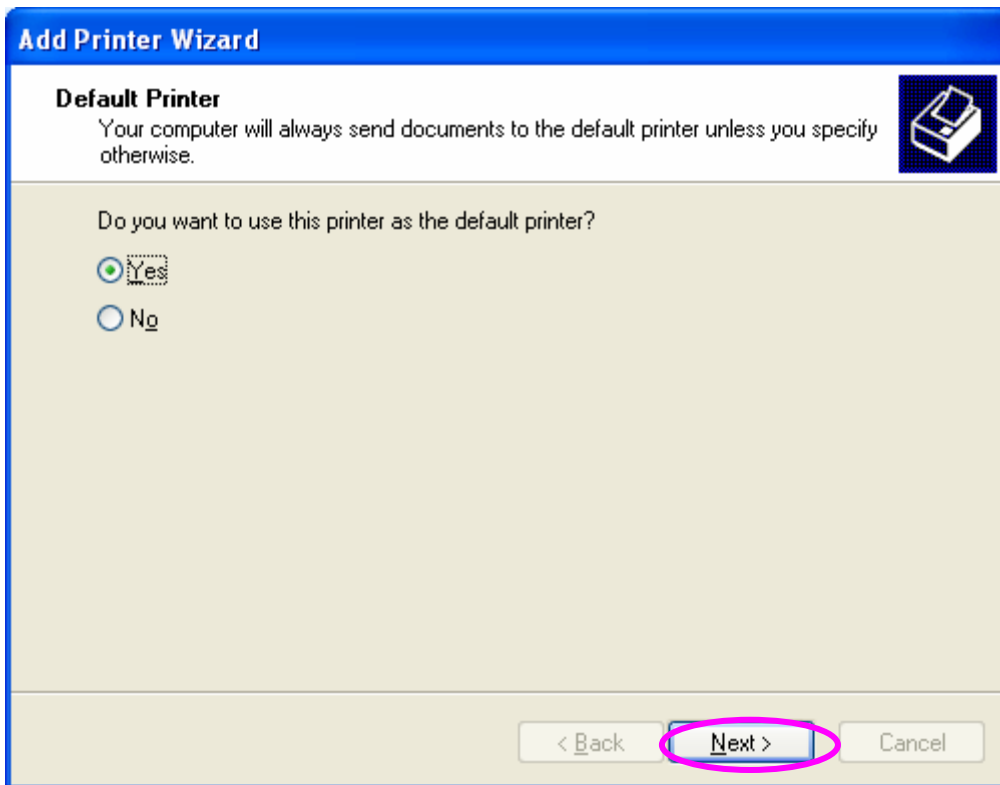 Add Printer Wizard
Default Printer
Your computer will always send documents to the default printer unless you specify
otherwise.
Do you want to use this printer as the default printer?
Yes
No
< Back
Next >
Cancel